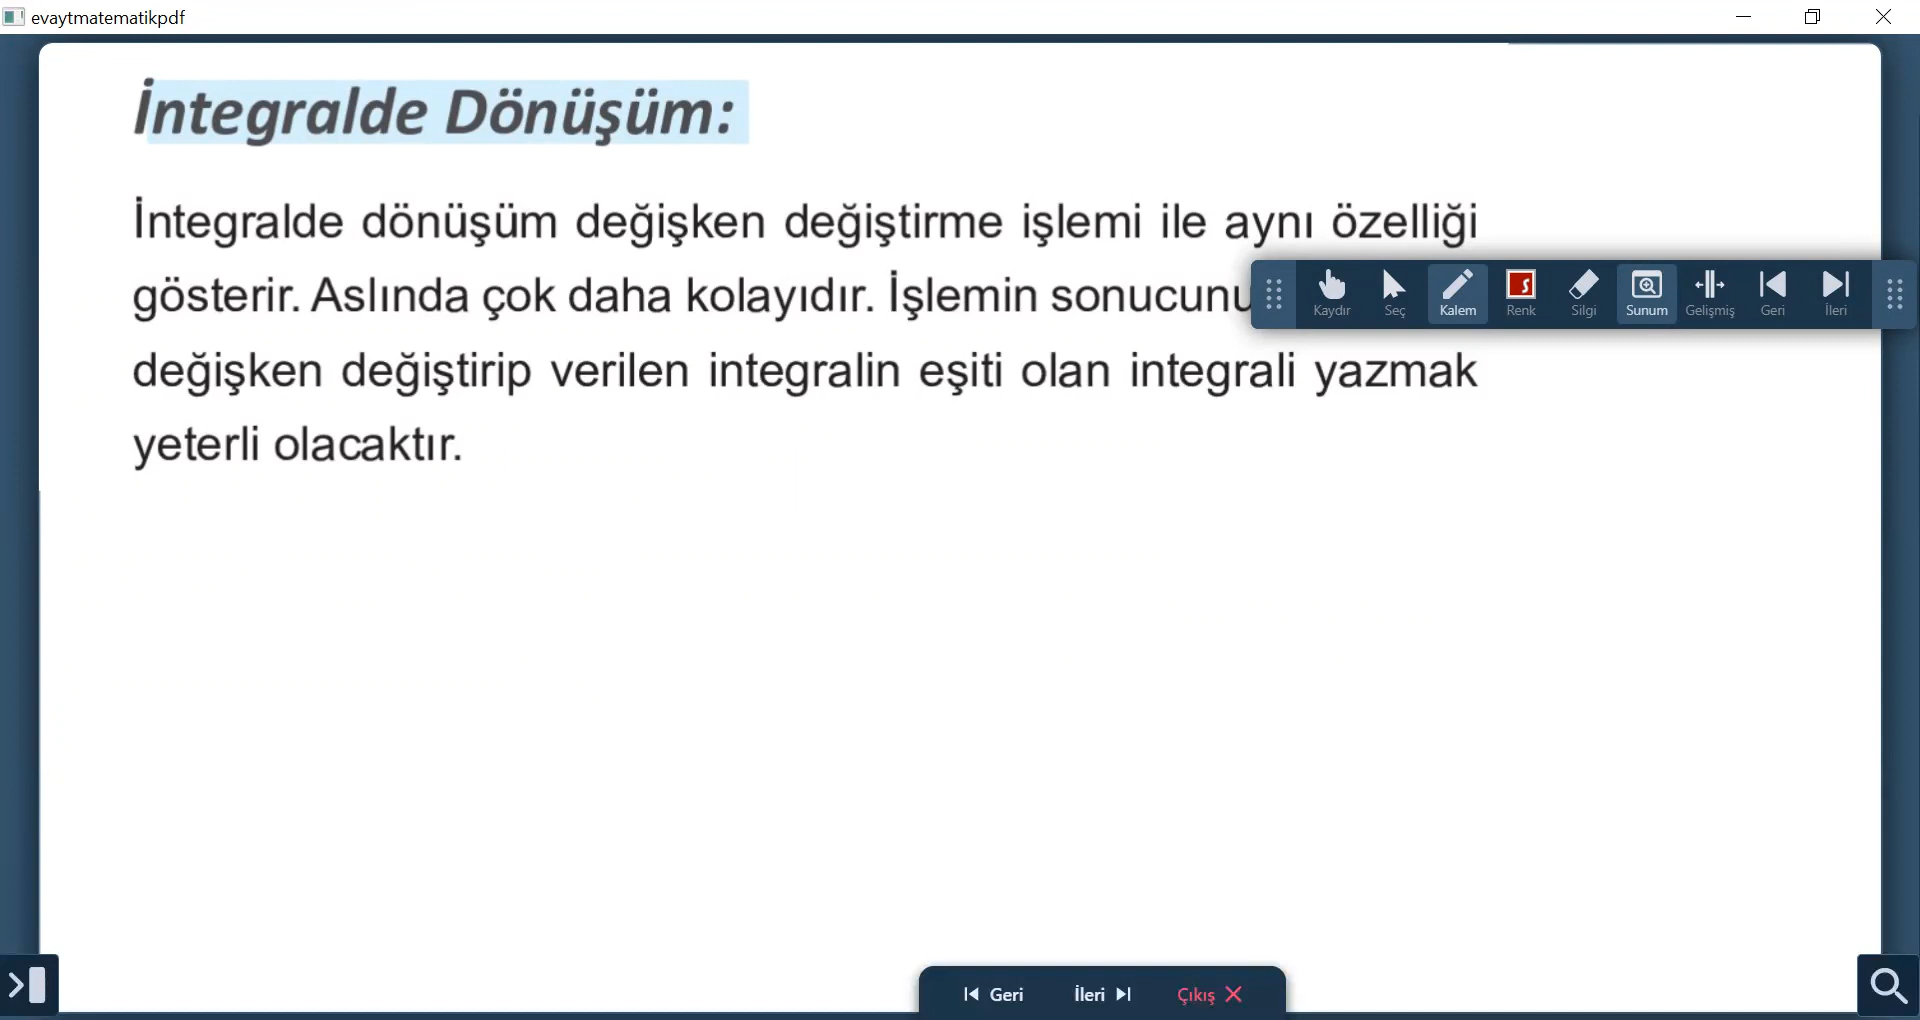 evaytmatematikpdf
İntegralde Dönüşüm:
İntegralde dönüşüm değişken değiştirme işlemi ile aynı özelliği
gösterir. Aslında çok daha kolayıdır. İşlemin sonucunu
değişken değiştirip verilen integralin eşiti olan integrali yazmak
yeterli olacaktır.
Kaydır Seç Kalem Renk Silgi Sunum Gelişmiş Geri İleri
Geri İleri Çıkış